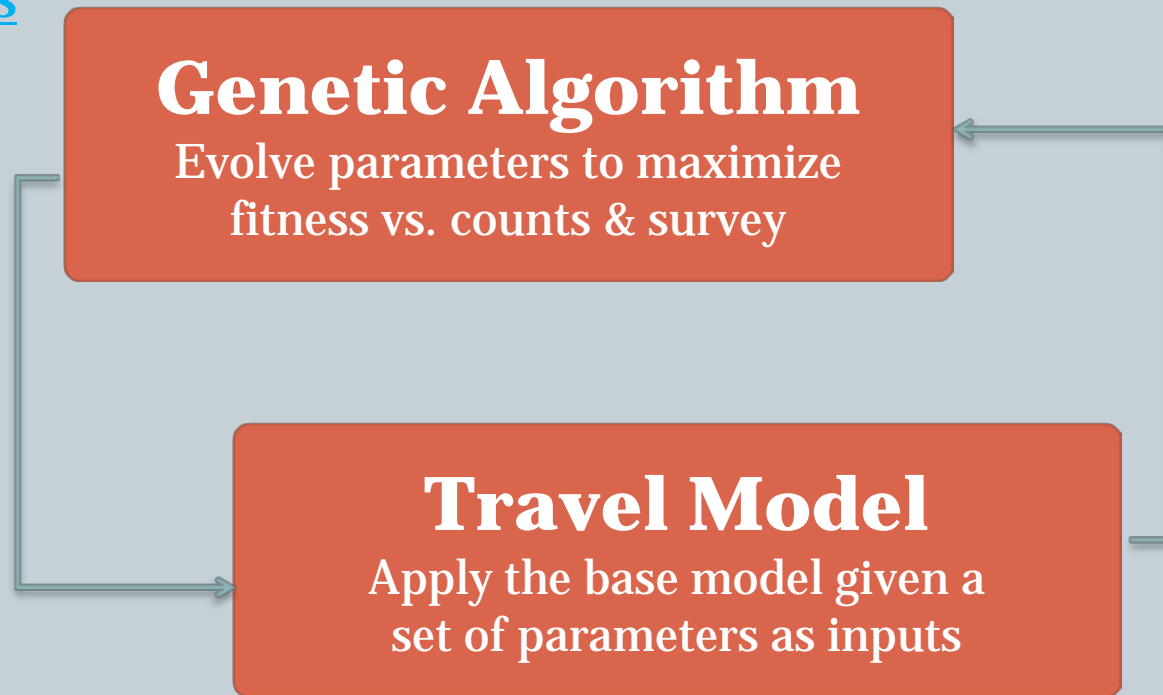 s
Genetic Algorithm
Evolve parameters to maximize
fitness vs. counts & survey
Travel Model
Apply the base model given a
set of parameters as inputs